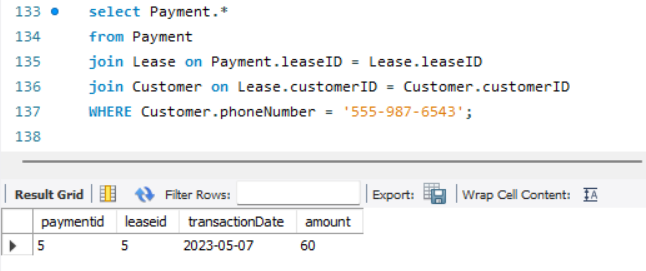 133 select Payment.*
134 from Payment
135 join Lease on Payment.leaseID = Lease.leaseID
136 join Customer on Lease.customerID = Customer.customerID
137 WHERE Customer.phoneNumber = '555-987-6543';
138
Result Grid Filter Rows: Export: Wrap Cell Content:
paymentid leaseid transactionDate amount
5 5 2023-05-07 60